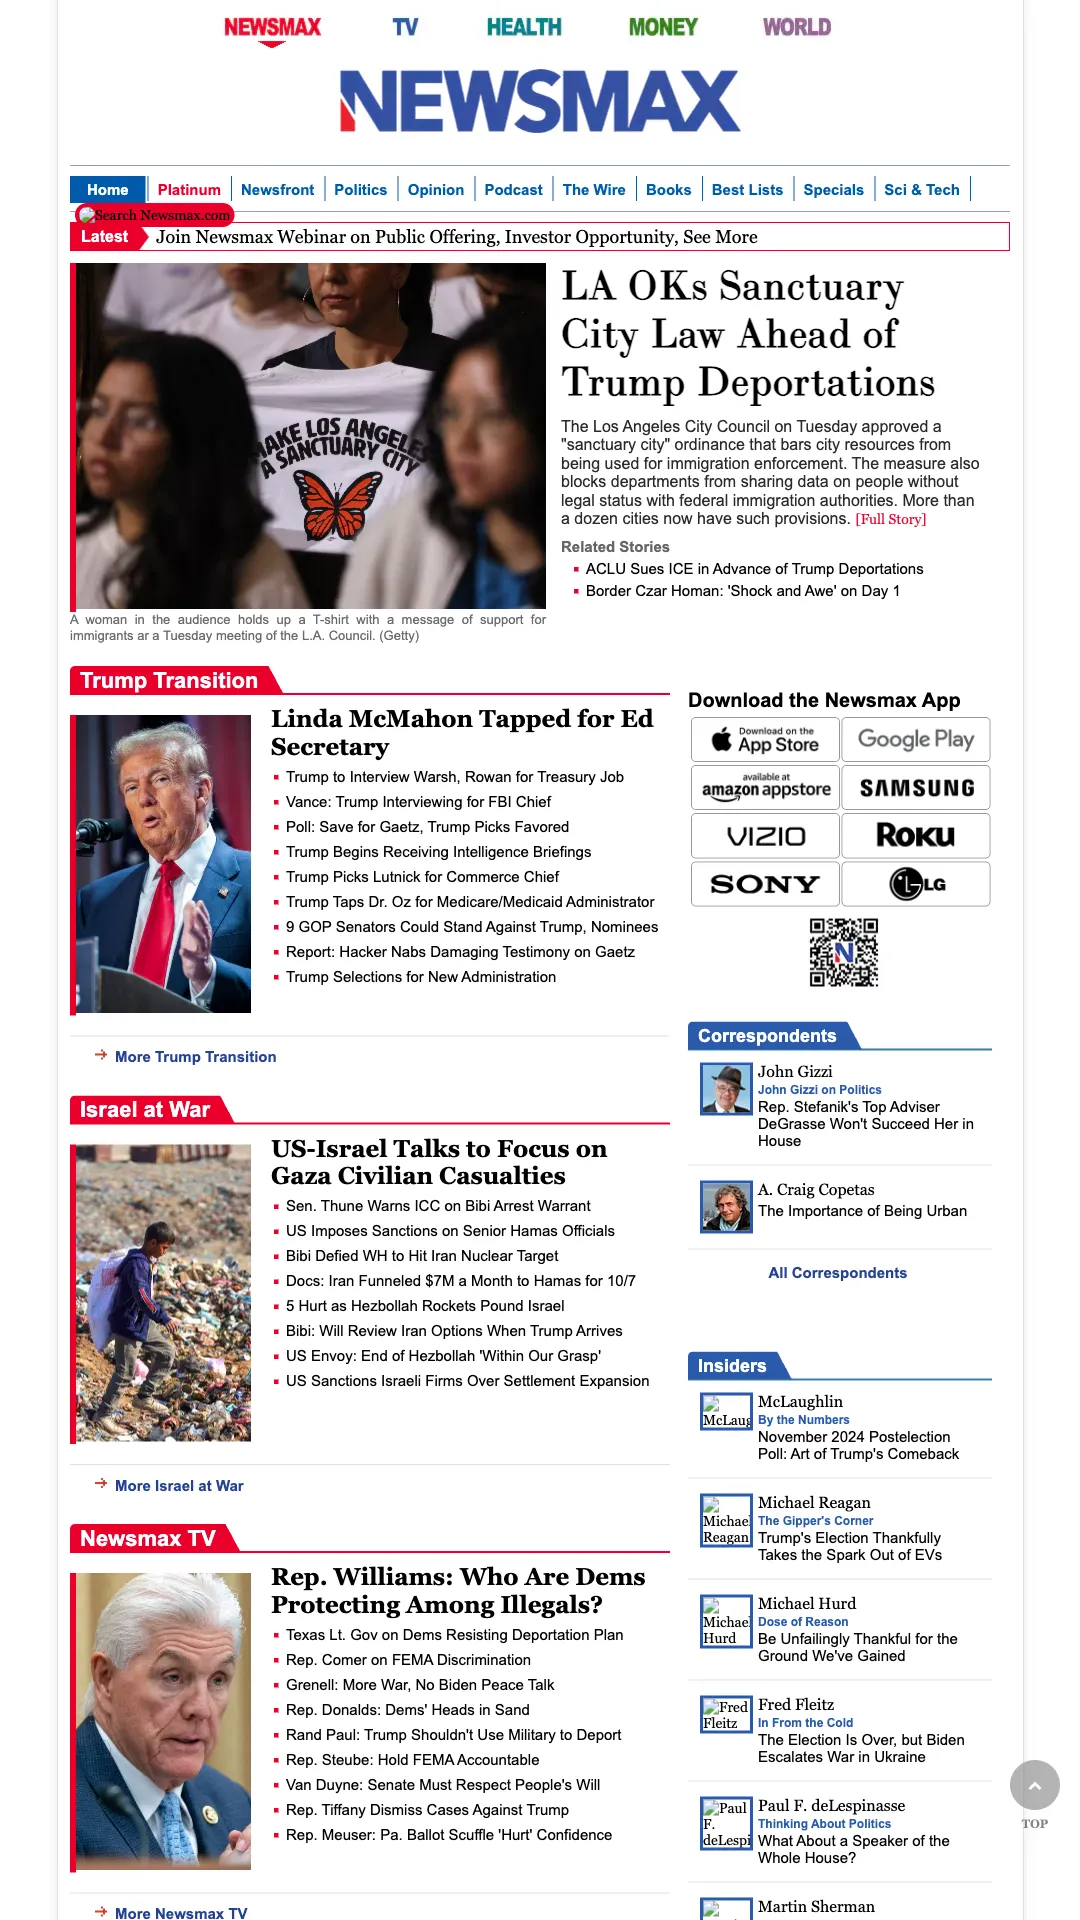 NEWSMAX TV HEALTH MONEY WORLD
NEWSMAX
Home Platinum Newsfront Politics Opinion Podcast The Wire Books Best Lists Specials Sci & Tech
Search Newsmax.com
Latest Join Newsmax Webinar on Public Offering, Investor Opportunity, See More
MAKE LOS ANGELES
A SANCTUARY CITY
A woman in the audience holds up a T-shirt with a message of support for
immigrants ar a Tuesday meeting of the L.A. Council. (Getty)
LA OKs Sanctuary
City Law Ahead of
Trump Deportations
The Los Angeles City Council on Tuesday approved a
"sanctuary city" ordinance that bars city resources from
being used for immigration enforcement. The measure also
blocks departments from sharing data on people without
legal status with federal immigration authorities. More than
a dozen cities now have such provisions. [Full Story]
Related Stories
ACLU Sues ICE in Advance of Trump Deportations
Border Czar Homan: 'Shock and Awe' on Day 1
Trump Transition
Linda McMahon Tapped for Ed
Secretary
Trump to Interview Warsh, Rowan for Treasury Job
Vance: Trump Interviewing for FBI Chief
Poll: Save for Gaetz, Trump Picks Favored
Trump Begins Receiving Intelligence Briefings
Trump Picks Lutnick for Commerce Chief
Trump Taps Dr. Oz for Medicare/Medicaid Administrator
9 GOP Senators Could Stand Against Trump, Nominees
Report: Hacker Nabs Damaging Testimony on Gaetz
Trump Selections for New Administration
More Trump Transition
Israel at War
US-Israel Talks to Focus on
Gaza Civilian Casualties
Sen. Thune Warns ICC on Bibi Arrest Warrant
US Imposes Sanctions on Senior Hamas Officials
Bibi Defied WH to Hit Iran Nuclear Target
Docs: Iran Funneled $7M a Month to Hamas for 10/7
5 Hurt as Hezbollah Rockets Pound Israel
Bibi: Will Review Iran Options When Trump Arrives
US Envoy: End of Hezbollah 'Within Our Grasp'
US Sanctions Israeli Firms Over Settlement Expansion
More Israel at War
Newsmax TV
Rep. Williams: Who Are Dems
Protecting Among Illegals?
Texas Lt. Gov on Dems Resisting Deportation Plan
Rep. Comer on FEMA Discrimination
Grenell: More War, No Biden Peace Talk
Rep. Donalds: Dems' Heads in Sand
Rand Paul: Trump Shouldn't Use Military to Deport
Rep. Steube: Hold FEMA Accountable
Van Duyne: Senate Must Respect People's Will
Rep. Tiffany Dismiss Cases Against Trump
Rep. Meuser: Pa. Ballot Scuffle 'Hurt' Confidence
More Newsmax TV
Download the Newsmax App
Download on the
App Store
Google Play
available at
amazon appstore
SAMSUNG
VIZIO
ROKU
SONY
LG
N
Correspondents
John Gizzi
John Gizzi on Politics
Rep. Stefanik's Top Adviser
DeGrasse Won't Succeed Her in
House
A. Craig Copetas
The Importance of Being Urban
All Correspondents
Insiders
McLaug
McLaughlin
By the Numbers
November 2024 Postelection
Poll: Art of Trump's Comeback
Michael
Reagan
Michael Reagan
The Gipper's Corner
Trump's Election Thankfully
Takes the Spark Out of EVs
Michael
Hurd
Michael Hurd
Dose of Reason
Be Unfailingly Thankful for the
Ground We've Gained
Fred
Fleitz
Fred Fleitz
In From the Cold
The Election Is Over, but Biden
Escalates War in Ukraine
Paul
F.
deLespi
Paul F. deLespinasse
Thinking About Politics
What About a Speaker of the
Whole House?
Martin Sherman
TOP